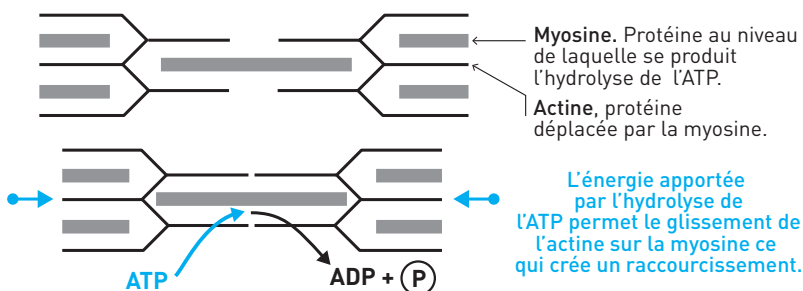 Myosine. Protéine au niveau
de laquelle se produit
l'hydrolyse de l'ATP.
Actine, protéine
déplacée par la myosine.
L'énergie apportée
par l'hydrolyse de
l'ATP permet le glissement de
l'actine sur la myosine ce
qui crée un raccourcissement.
ATP
ADP + P